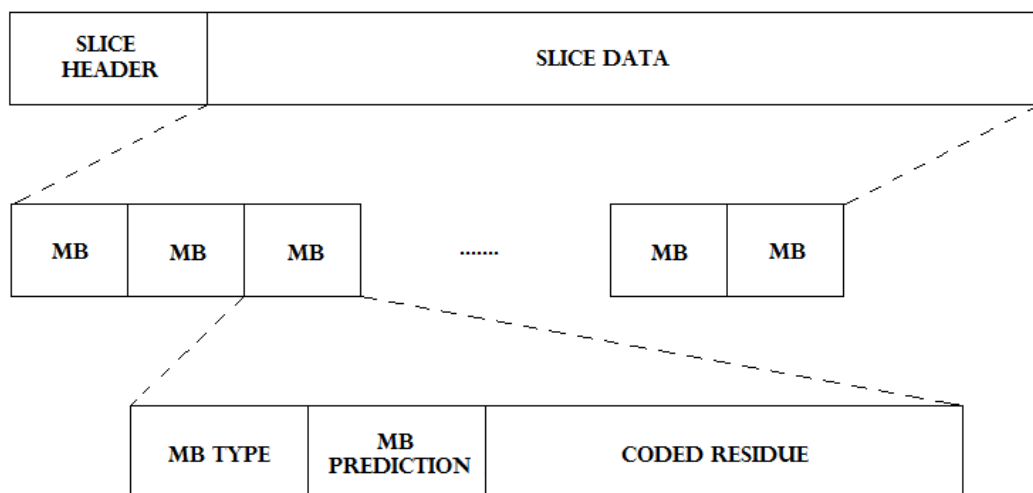 SLICE
HEADER
SLICE DATA
MB
MB
MB
.......
MB
MB
MB TYPE
MB
PREDICTION
CODED RESIDUE